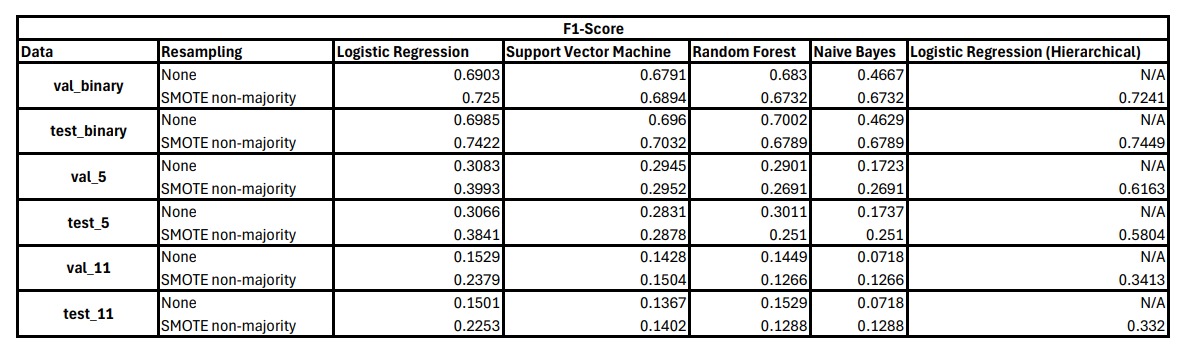 F1-Score
Data Resampling Logistic Regression Support Vector Machine Random Forest Naive Bayes Logistic Regression (Hierarchical)
val_binary None 0.6903 0.6791 0.683 0.4667 N/A
SMOTE non-majority 0.725 0.6894 0.6732 0.6732 0.7241
test_binary None 0.6985 0.696 0.7002 0.4629 N/A
SMOTE non-majority 0.7422 0.7032 0.6789 0.6789 0.7449
val_5 None 0.3083 0.2945 0.2901 0.1723 N/A
SMOTE non-majority 0.3993 0.2952 0.2691 0.2691 0.6163
test_5 None 0.3066 0.2831 0.3011 0.1737 N/A
SMOTE non-majority 0.3841 0.2878 0.251 0.251 0.5804
val_11 None 0.1529 0.1428 0.1449 0.0718 N/A
SMOTE non-majority 0.2379 0.1504 0.1266 0.1266 0.3413
test_11 None 0.1501 0.1367 0.1529 0.0718 N/A
SMOTE non-majority 0.2253 0.1402 0.1288 0.1288 0.332